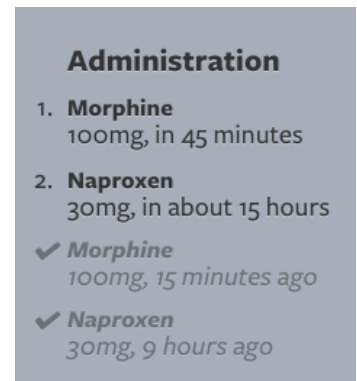 Administration
1. Morphine
100mg, in 45 minutes
2. Naproxen
30mg, in about 15 hours
✔ Morphine
100mg, 15 minutes ago
✔ Naproxen
30mg, 9 hours ago